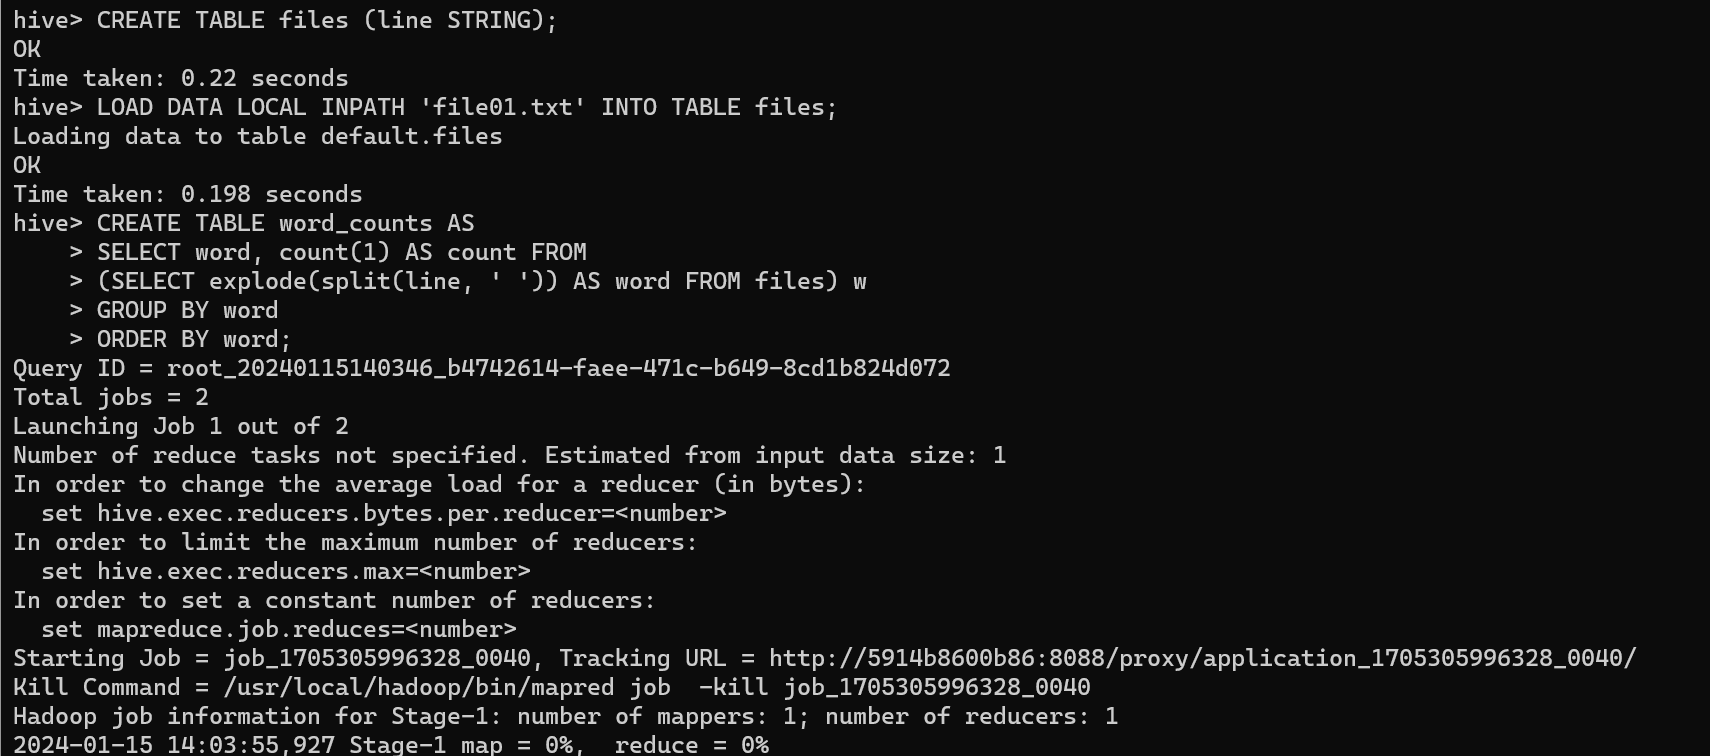 hive> CREATE TABLE files (line STRING);
OK
Time taken: 0.22 seconds
hive> LOAD DATA LOCAL INPATH 'file01.txt' INTO TABLE files;
Loading data to table default.files
OK
Time taken: 0.198 seconds
hive> CREATE TABLE word_counts AS
    > SELECT word, count(1) AS count FROM
    > (SELECT explode(split(line, ' ')) AS word FROM files) w
    > GROUP BY word
    > ORDER BY word;
Query ID = root_20240115140346_b4742614-faee-471c-b649-8cd1b824d072
Total jobs = 2
Launching Job 1 out of 2
Number of reduce tasks not specified. Estimated from input data size: 1
In order to change the average load for a reducer (in bytes):
  set hive.exec.reducers.bytes.per.reducer=<number>
In order to limit the maximum number of reducers:
  set hive.exec.reducers.max=<number>
In order to set a constant number of reducers:
  set mapreduce.job.reduces=<number>
Starting Job = job_1705305996328_0040, Tracking URL = http://5914b8600b86:8088/proxy/application_1705305996328_0040/
Kill Command = /usr/local/hadoop/bin/mapred job  -kill job_1705305996328_0040
Hadoop job information for Stage-1: number of mappers: 1; number of reducers: 1
2024-01-15 14:03:55,927 Stage-1 map = 0%,  reduce = 0%